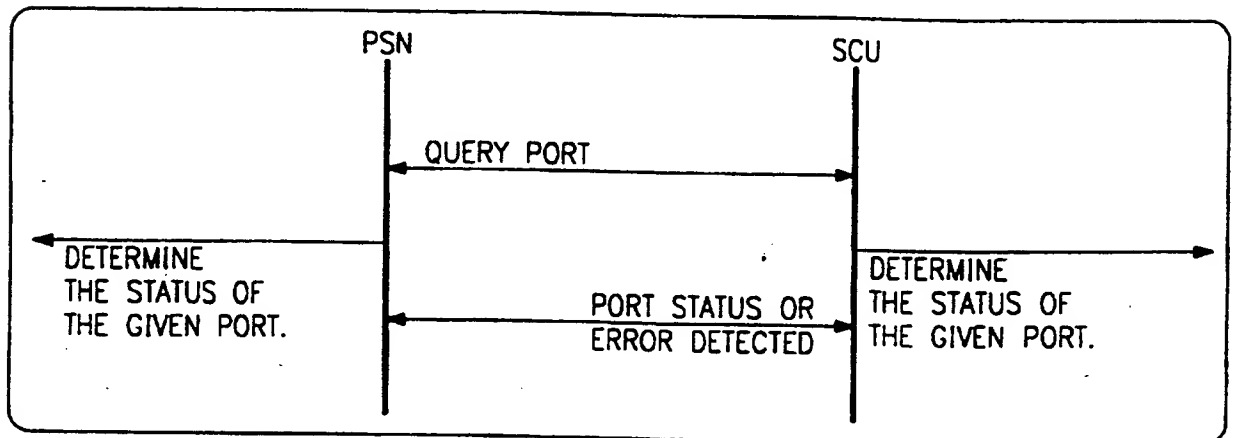 PSN
SCU
QUERY PORT
DETERMINE
THE STATUS OF
THE GIVEN PORT.
PORT STATUS OR
ERROR DETECTED
DETERMINE
THE STATUS OF
THE GIVEN PORT.